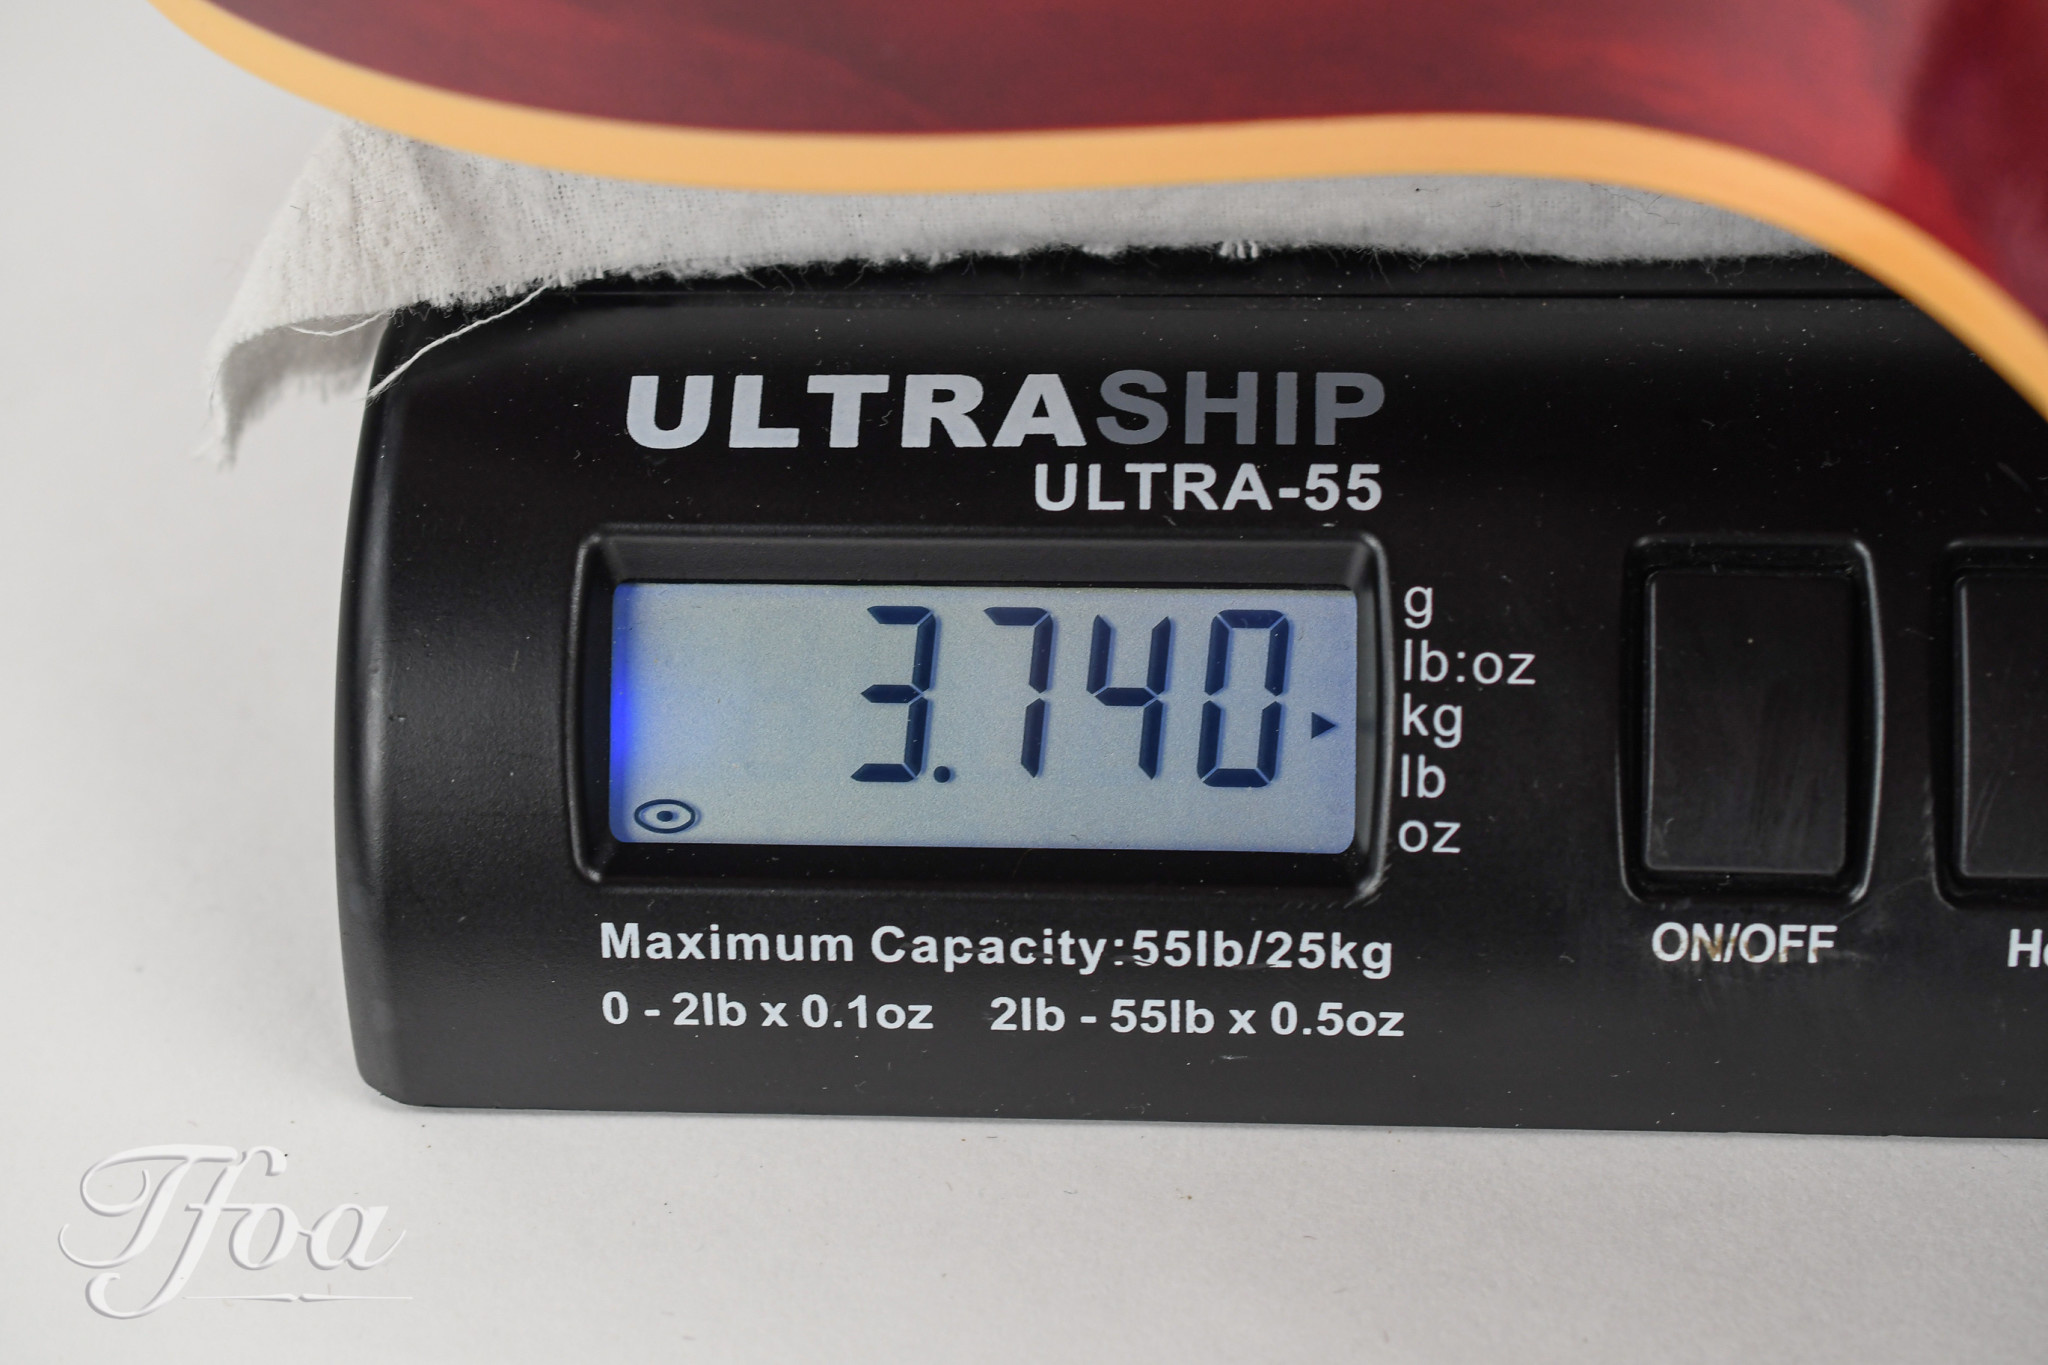 ULTRASHIP
ULTRA-55
3.740
g
lb:oz
kg
lb
oz
Maximum Capacity:55lb/25kg
0 - 2lb x 0.1oz 2lb - 55lb x 0.5oz
ON/OFF
Tfoa